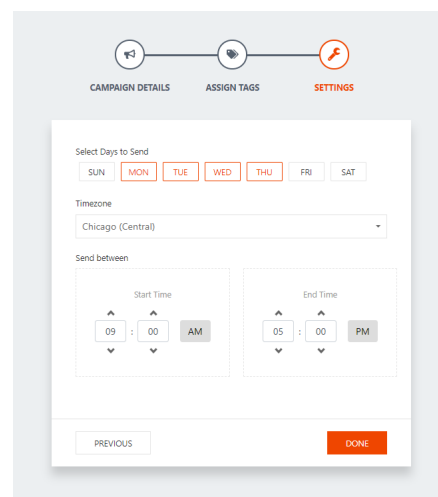 CAMPAIGN DETAILS ASSIGN TAGS SETTINGS
Select Days to Send
SUN MON TUE WED THU FRI SAT
Timezone
Chicago (Central)
Send between
Start Time End Time
09 : 00 AM 05 : 00 PM
PREVIOUS DONE